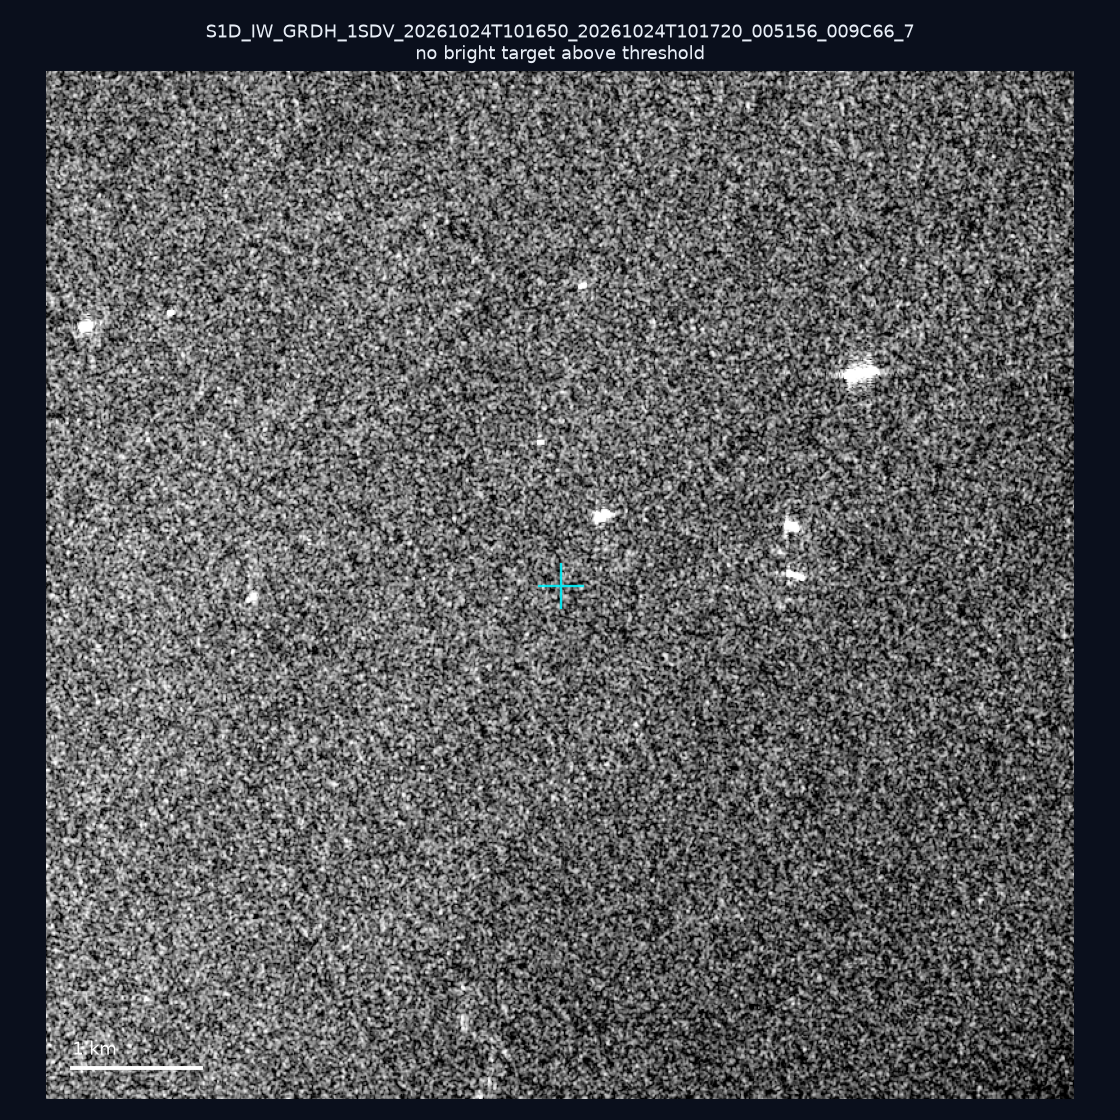 S1D_IW_GRDH_1SDV_20261024T101650_20261024T101720_005156_009C66_7
no bright target above threshold
1 km